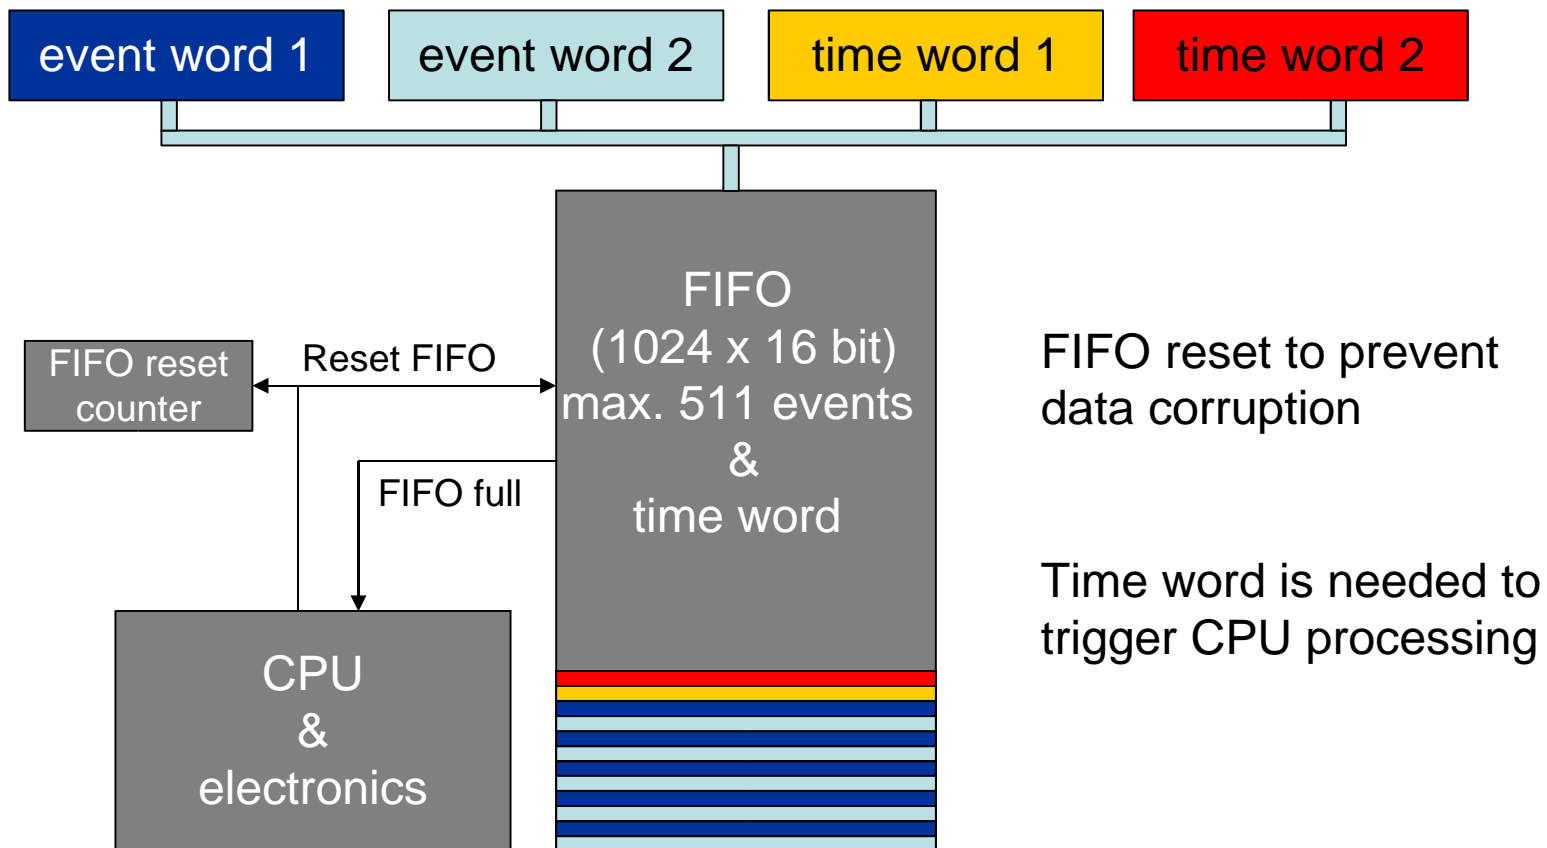 event word 1
event word 2
time word 1
time word 2
FIFO
(1024 x 16 bit)
max. 511 events
&
time word
FIFO reset
counter
Reset FIFO
FIFO full
CPU
&
electronics
FIFO reset to prevent
data corruption
Time word is needed to
trigger CPU processing